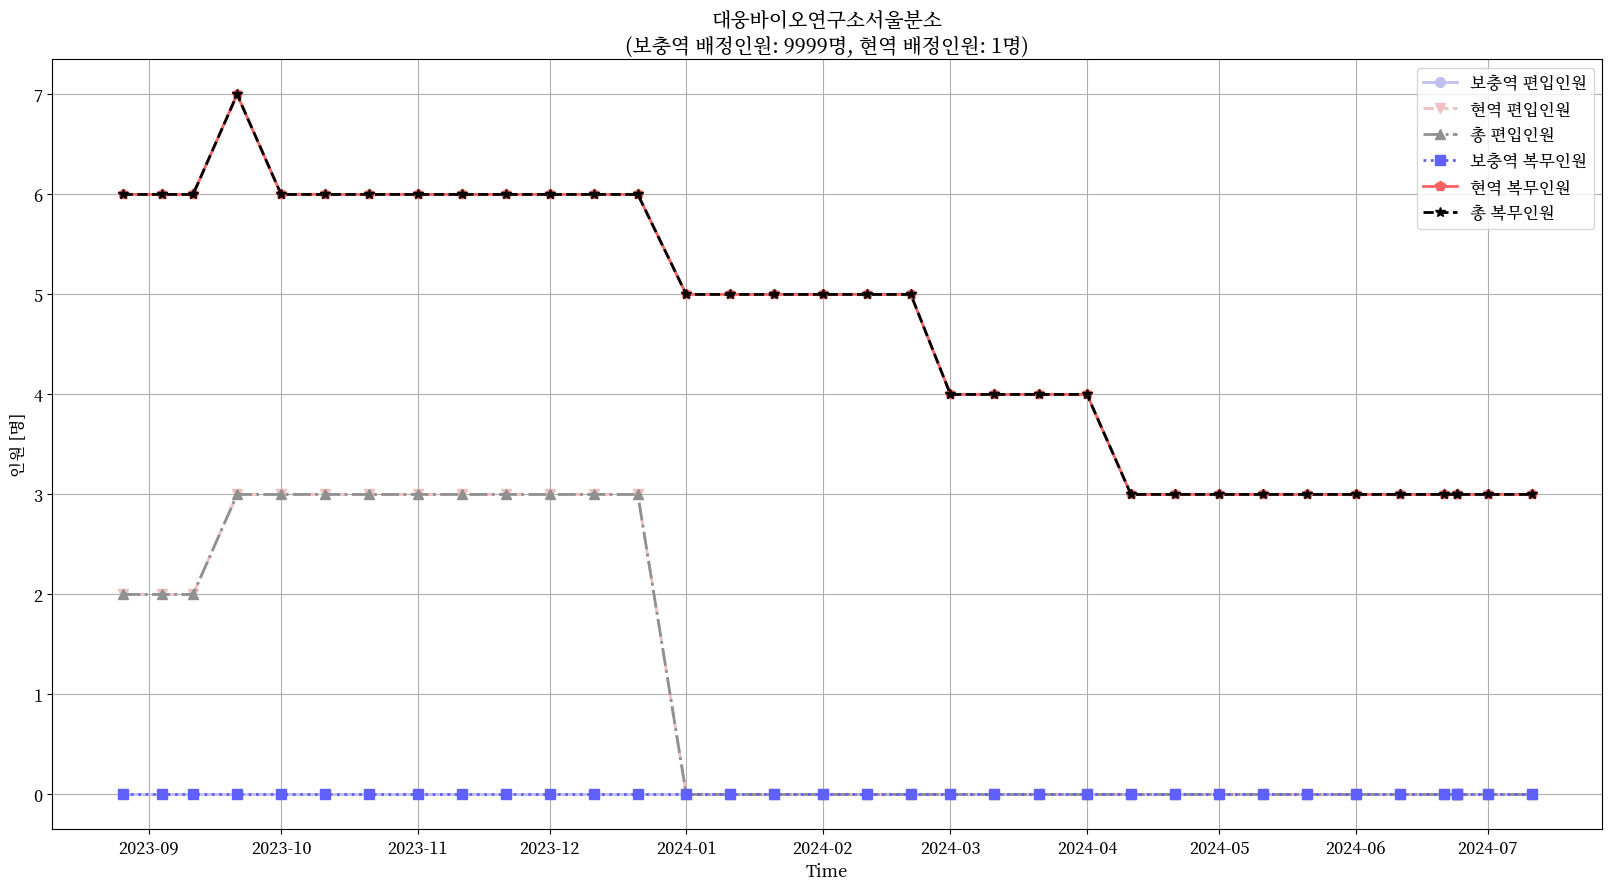 대웅바이오연구소서울분소
(보충역 배정인원: 9999명, 현역 배정인원: 1명)
보충역 편입인원
현역 편입인원
총 편입인원
보충역 복무인원
현역 복무인원
총 복무인원
인원 [명]
7
6
5
4
3
2
1
0
2023-09 2023-10 2023-11 2023-12 2024-01 2024-02 2024-03 2024-04 2024-05 2024-06 2024-07
Time